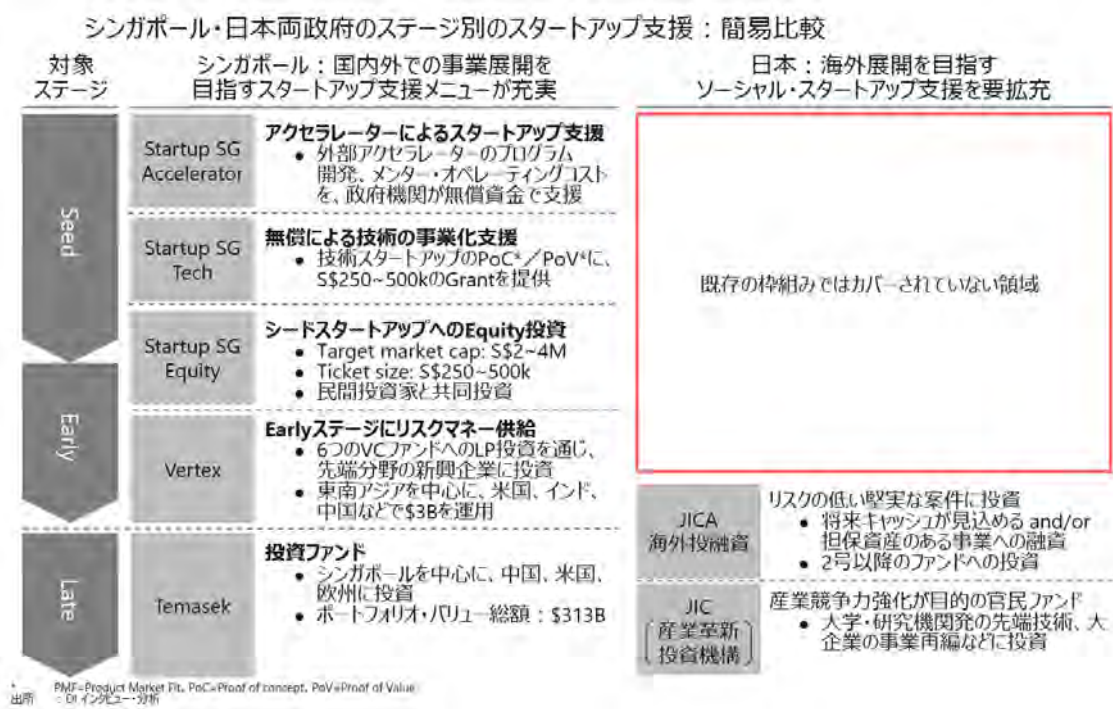 シンガポール・日本両政府のステージ別のスタートアップ支援：簡易比較
対象
ステージ
シンガポール：国内外での事業展開を
目指すスタートアップ支援メニューが充実
日本：海外展開を目指す
ソーシャル・スタートアップ支援を要拡充
Seed
Startup SG
Accelerator
アクセラレーターによるスタートアップ支援
• 外部アクセラレーターのプログラム
開発、メンター・オペレーティングコスト
を、政府機関が無償資金で支援
Startup SG
Tech
無償による技術の事業化支援
• 技術スタートアップのPoC*／PoV*に、
S$250~500kのGrantを提供
Startup SG
Equity
シードスタートアップへのEquity投資
• Target market cap: S$2~4M
• Ticket size: S$250~500k
• 民間投資家と共同投資
既存の枠組みではカバーされていない領域
Early
Vertex
Earlyステージにリスクマネー供給
• 6つのVCファンドへのLP投資を通じ、
先端分野の新興企業に投資
• 東南アジアを中心に、米国、インド、
中国などで$3Bを運用
Late
Temasek
投資ファンド
• シンガポールを中心に、中国、米国、
欧州に投資
• ポートフォリオ・バリュー総額：$313B
JICA
海外投融資
リスクの低い堅実な案件に投資
• 将来キャッシュが見込める and/or
担保資産のある事業への融資
• 2号以降のファンドへの投資
JIC
産業革新
投資機構
産業競争力強化が目的の官民ファンド
• 大学・研究機関発の先端技術、大
企業の事業再編などに投資
* PMF=Product Market Fit, PoC=Proof of concept, PoV=Proof of Value
出所 : DI インタビュー・分析